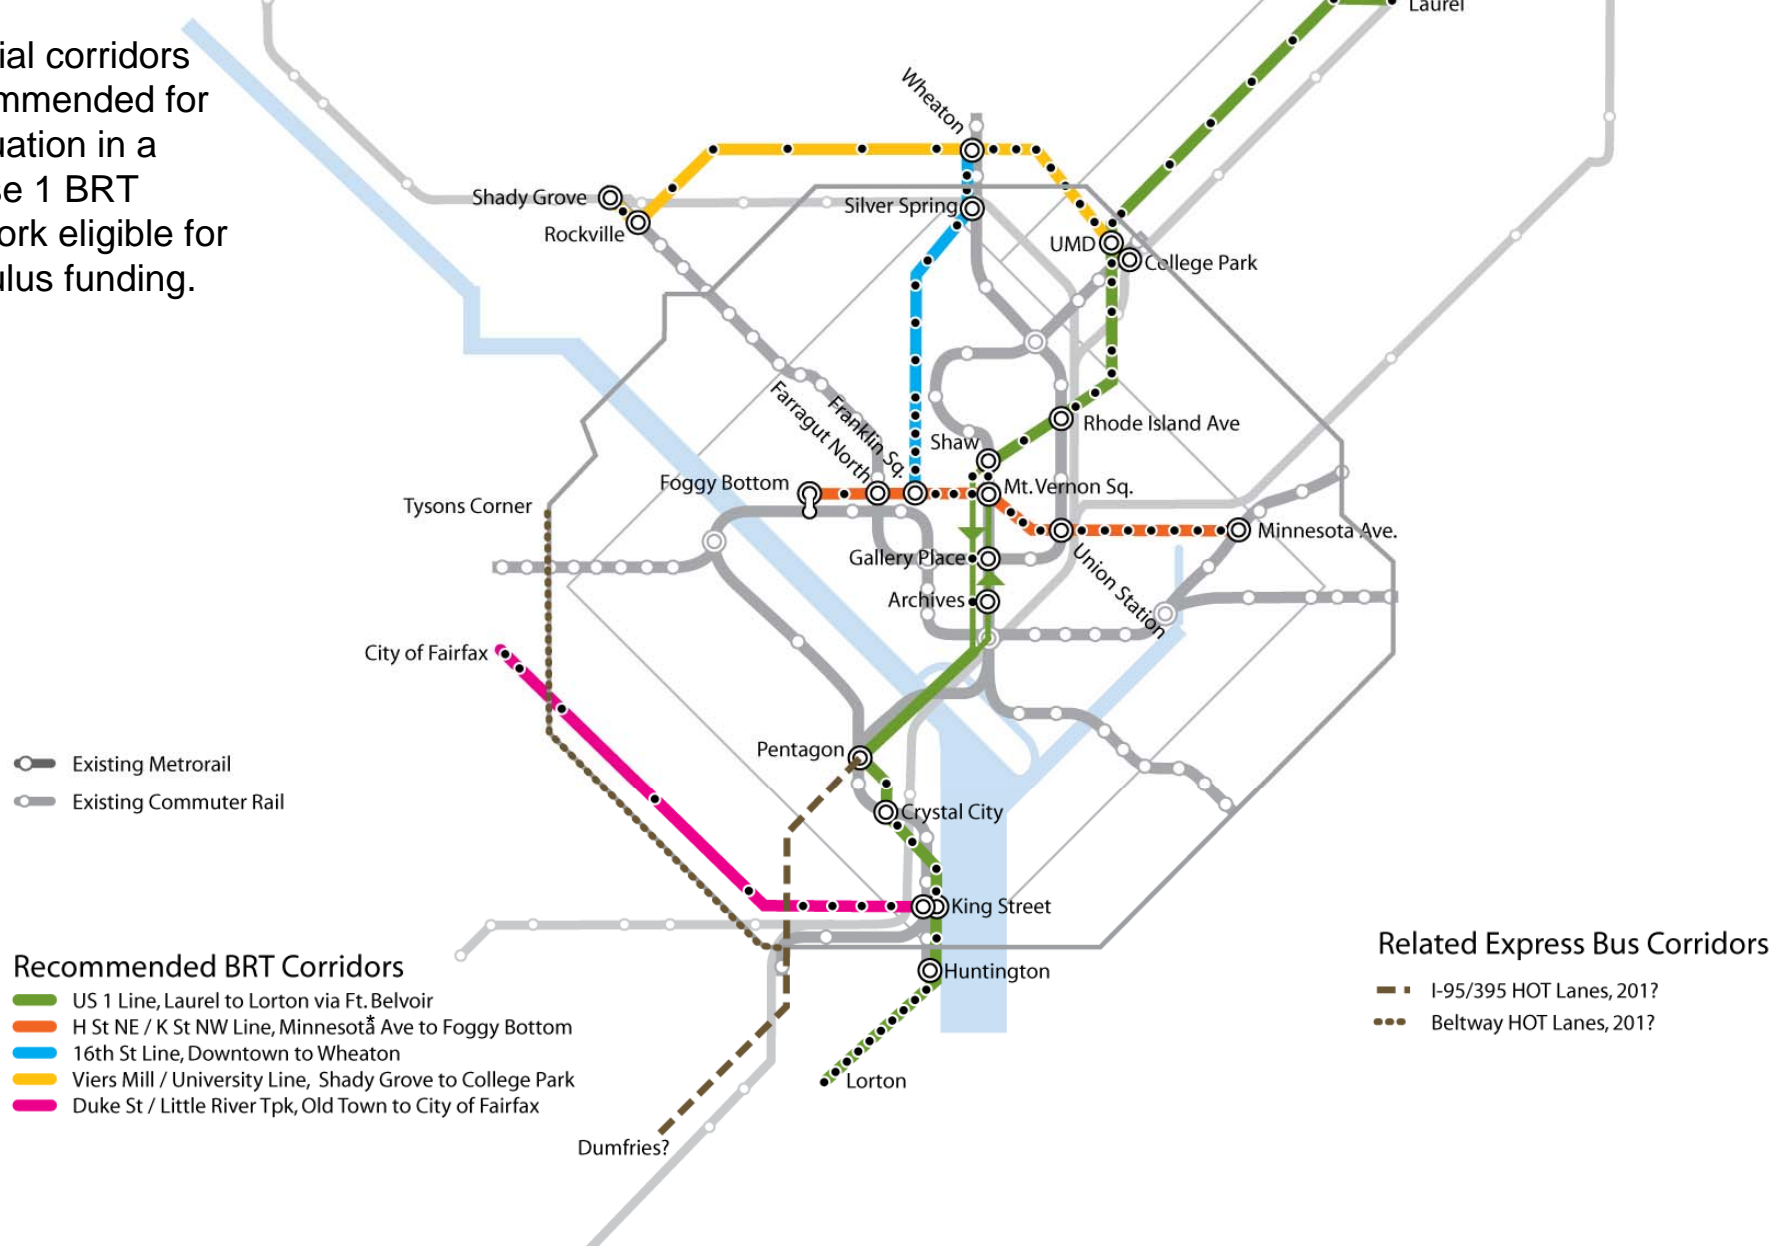 ial corridors
mmended for
uation in a
se 1 BRT
ork eligible for
ulus funding.
Laurel
Wheaton
Shady Grove
Silver Spring
Rockville
UMD
College Park
Franklin Sq.
Farragut North
Rhode Island Ave
Shaw
Foggy Bottom
Mt. Vernon Sq.
Tysons Corner
Minnesota Ave.
Gallery Place
Union Station
Archives
City of Fairfax
Pentagon
Existing Metrorail
Existing Commuter Rail
Crystal City
King Street
Huntington
Lorton
Dumfries?
Recommended BRT Corridors
US 1 Line, Laurel to Lorton via Ft. Belvoir
H St NE / K St NW Line, Minnesota* Ave to Foggy Bottom
16th St Line, Downtown to Wheaton
Viers Mill / University Line, Shady Grove to College Park
Duke St / Little River Tpk, Old Town to City of Fairfax
Related Express Bus Corridors
I-95/395 HOT Lanes, 201?
Beltway HOT Lanes, 201?